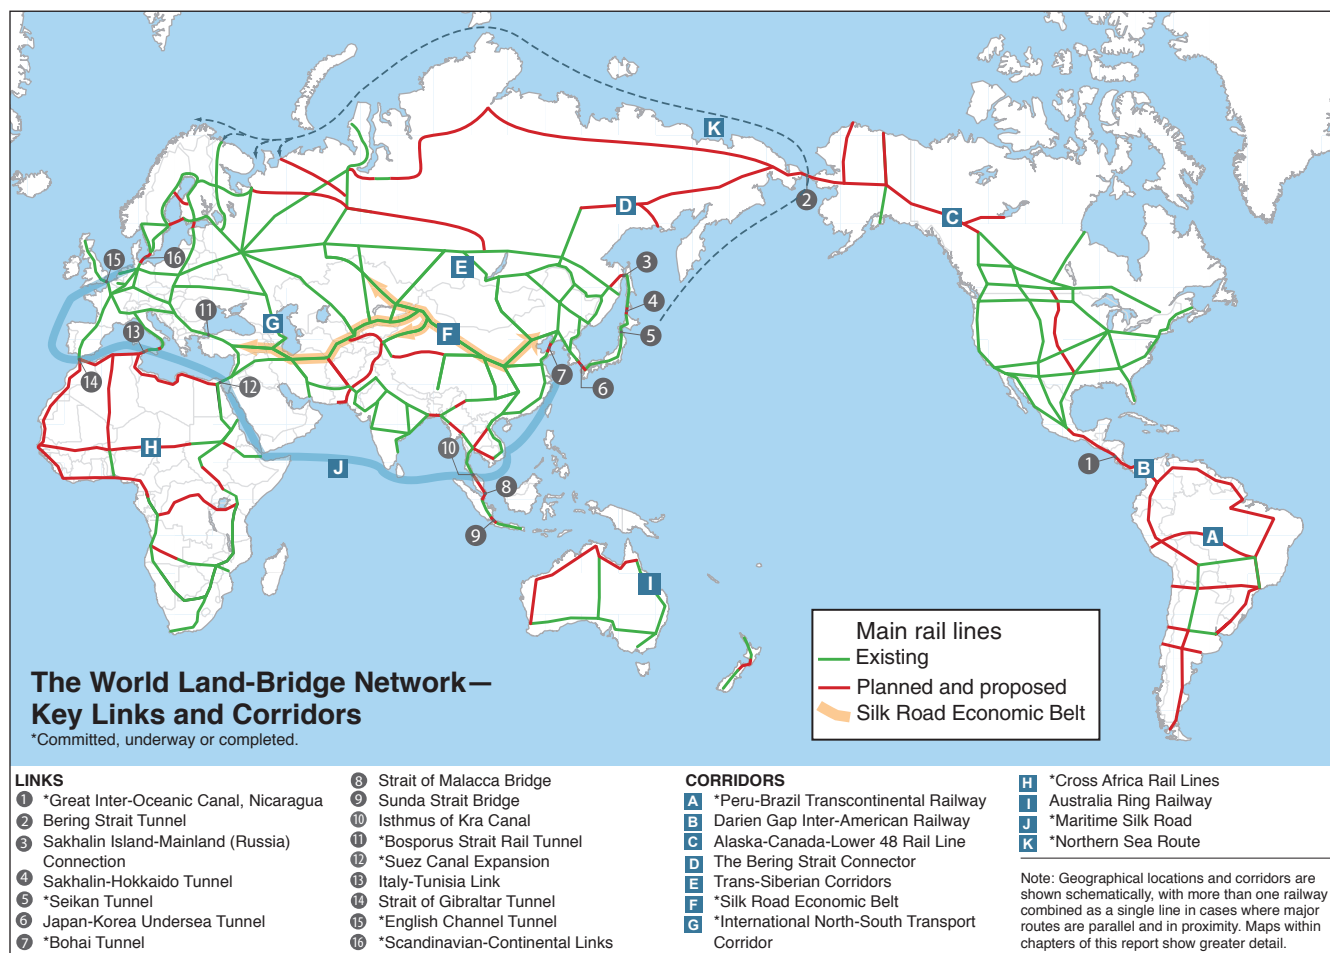 K
D
2
C
3
15
16
E
4
11
G
13
F
5
14
12
7
6
H
10
J
8
1
B
9
A
I
Main rail lines
Existing
Planned and proposed
Silk Road Economic Belt
The World Land-Bridge Network—
Key Links and Corridors
*Committed, underway or completed.
LINKS
1 *Great Inter-Oceanic Canal, Nicaragua
2 Bering Strait Tunnel
3 Sakhalin Island-Mainland (Russia)
Connection
4 Sakhalin-Hokkaido Tunnel
5 *Seikan Tunnel
6 Japan-Korea Undersea Tunnel
7 *Bohai Tunnel
8 Strait of Malacca Bridge
9 Sunda Strait Bridge
10 Isthmus of Kra Canal
11 *Bosporus Strait Rail Tunnel
12 *Suez Canal Expansion
13 Italy-Tunisia Link
14 Strait of Gibraltar Tunnel
15 *English Channel Tunnel
16 *Scandinavian-Continental Links
CORRIDORS
A *Peru-Brazil Transcontinental Railway
B Darien Gap Inter-American Railway
C Alaska-Canada-Lower 48 Rail Line
D The Bering Strait Connector
E Trans-Siberian Corridors
F *Silk Road Economic Belt
G *International North-South Transport
Corridor
H *Cross Africa Rail Lines
I Australia Ring Railway
J *Maritime Silk Road
K *Northern Sea Route
Note: Geographical locations and corridors are
shown schematically, with more than one railway
combined as a single line in cases where major
routes are parallel and in proximity. Maps within
chapters of this report show greater detail.